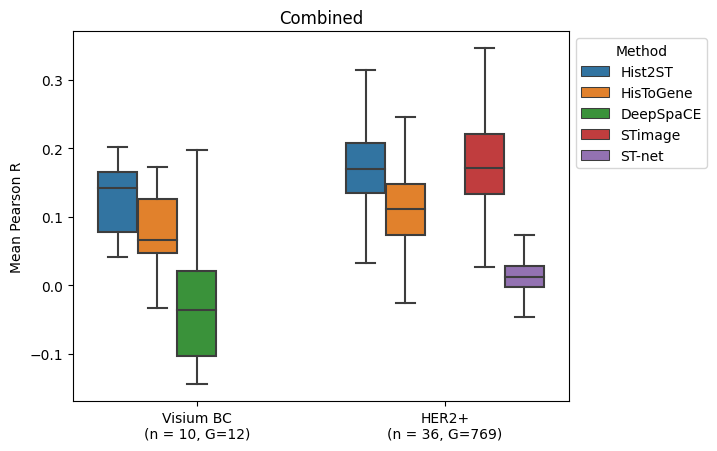 Combined
Mean Pearson R
0.3
0.2
0.1
0.0
−0.1
Visium BC
(n = 10, G=12)
HER2+
(n = 36, G=769)
Method
Hist2ST
HisToGene
DeepSpaCE
STimage
ST-net